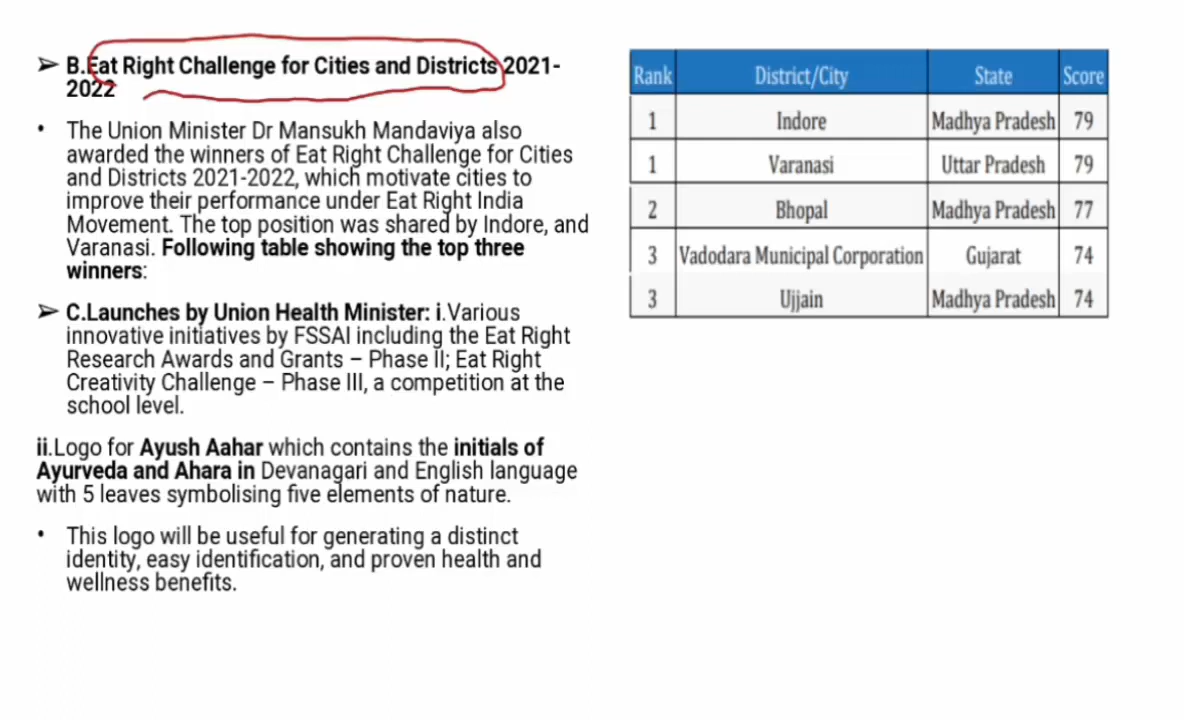 ➢ B.Eat Right Challenge for Cities and Districts 2021-
2022
• The Union Minister Dr Mansukh Mandaviya also
awarded the winners of Eat Right Challenge for Cities
and Districts 2021-2022, which motivate cities to
improve their performance under Eat Right India
Movement. The top position was shared by Indore, and
Varanasi. Following table showing the top three
winners:
➢ C.Launches by Union Health Minister: i.Various
innovative initiatives by FSSAI including the Eat Right
Research Awards and Grants – Phase II; Eat Right
Creativity Challenge – Phase III, a competition at the
school level.
ii.Logo for Ayush Aahar which contains the initials of
Ayurveda and Ahara in Devanagari and English language
with 5 leaves symbolising five elements of nature.
• This logo will be useful for generating a distinct
identity, easy identification, and proven health and
wellness benefits.
Rank District/City State Score
1 Indore Madhya Pradesh 79
1 Varanasi Uttar Pradesh 79
2 Bhopal Madhya Pradesh 77
3 Vadodara Municipal Corporation Gujarat 74
3 Ujjain Madhya Pradesh 74